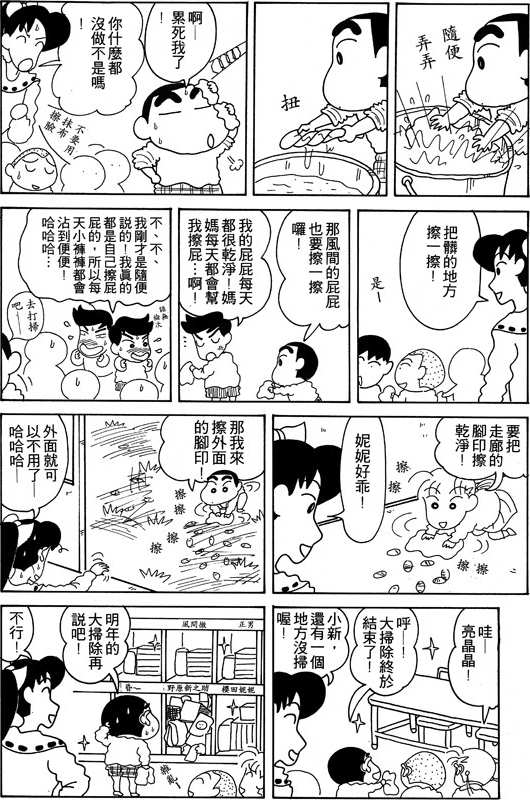 隨便
弄弄
扭
啊──
累死我了
！
你什麼都
沒做不是嗎
！
不要用
抹布
擦臉
把髒的地方
擦一擦！
是─
那風間的屁屁
也要擦一擦
囉！
我的屁屁每天
都很乾淨！媽
媽每天都會幫
我擦屁…啊！
不、不、
我剛才是隨便
說的！我真的
都是自己擦屁
屁的，所以每
天小褲褲都會
沾到便便！
哈哈哈…
去打掃
吧──
要把
走廊的
腳印擦
乾淨！
妮妮好
乖！
擦
擦
擦
那我來
擦外面
的腳印
！
擦
擦
擦
擦
外面就可
以不用了──
哈哈哈──
哇─
亮晶晶！
呼─！
大掃除終於
結束了！
小新，
還有一個
地方沒掃
喔！
風間徹
正男
野原新之助
櫻田妮妮
雜亂
明年的
大掃除再
說吧！
不行！